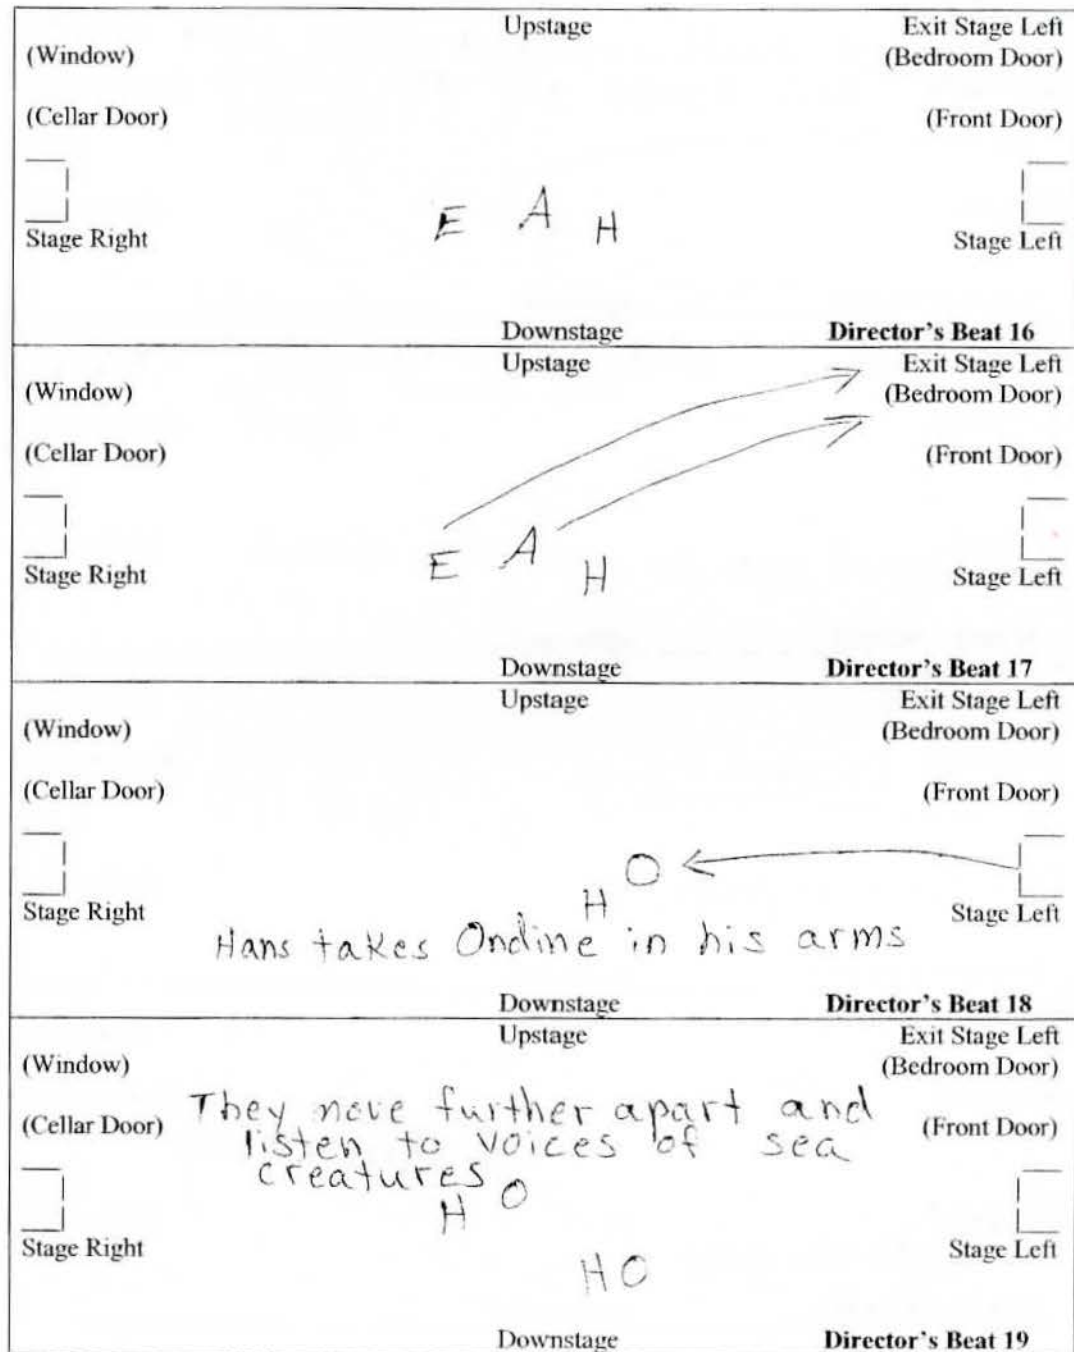 Upstage Exit Stage Left
(Window) (Bedroom Door)
(Cellar Door) (Front Door)
E A H
Stage Right Stage Left
Downstage Director's Beat 16
Upstage Exit Stage Left
(Window) (Bedroom Door)
(Cellar Door) (Front Door)
E A H
Stage Right Stage Left
Downstage Director's Beat 17
Upstage Exit Stage Left
(Window) (Bedroom Door)
(Cellar Door) (Front Door)
H O
Stage Right Stage Left
Hans takes Ondine in his arms
Downstage Director's Beat 18
Upstage Exit Stage Left
(Window) (Bedroom Door)
They move further apart and
(Cellar Door) listen to voices of sea (Front Door)
creatures
H O
Stage Right Stage Left
H O
Downstage Director's Beat 19